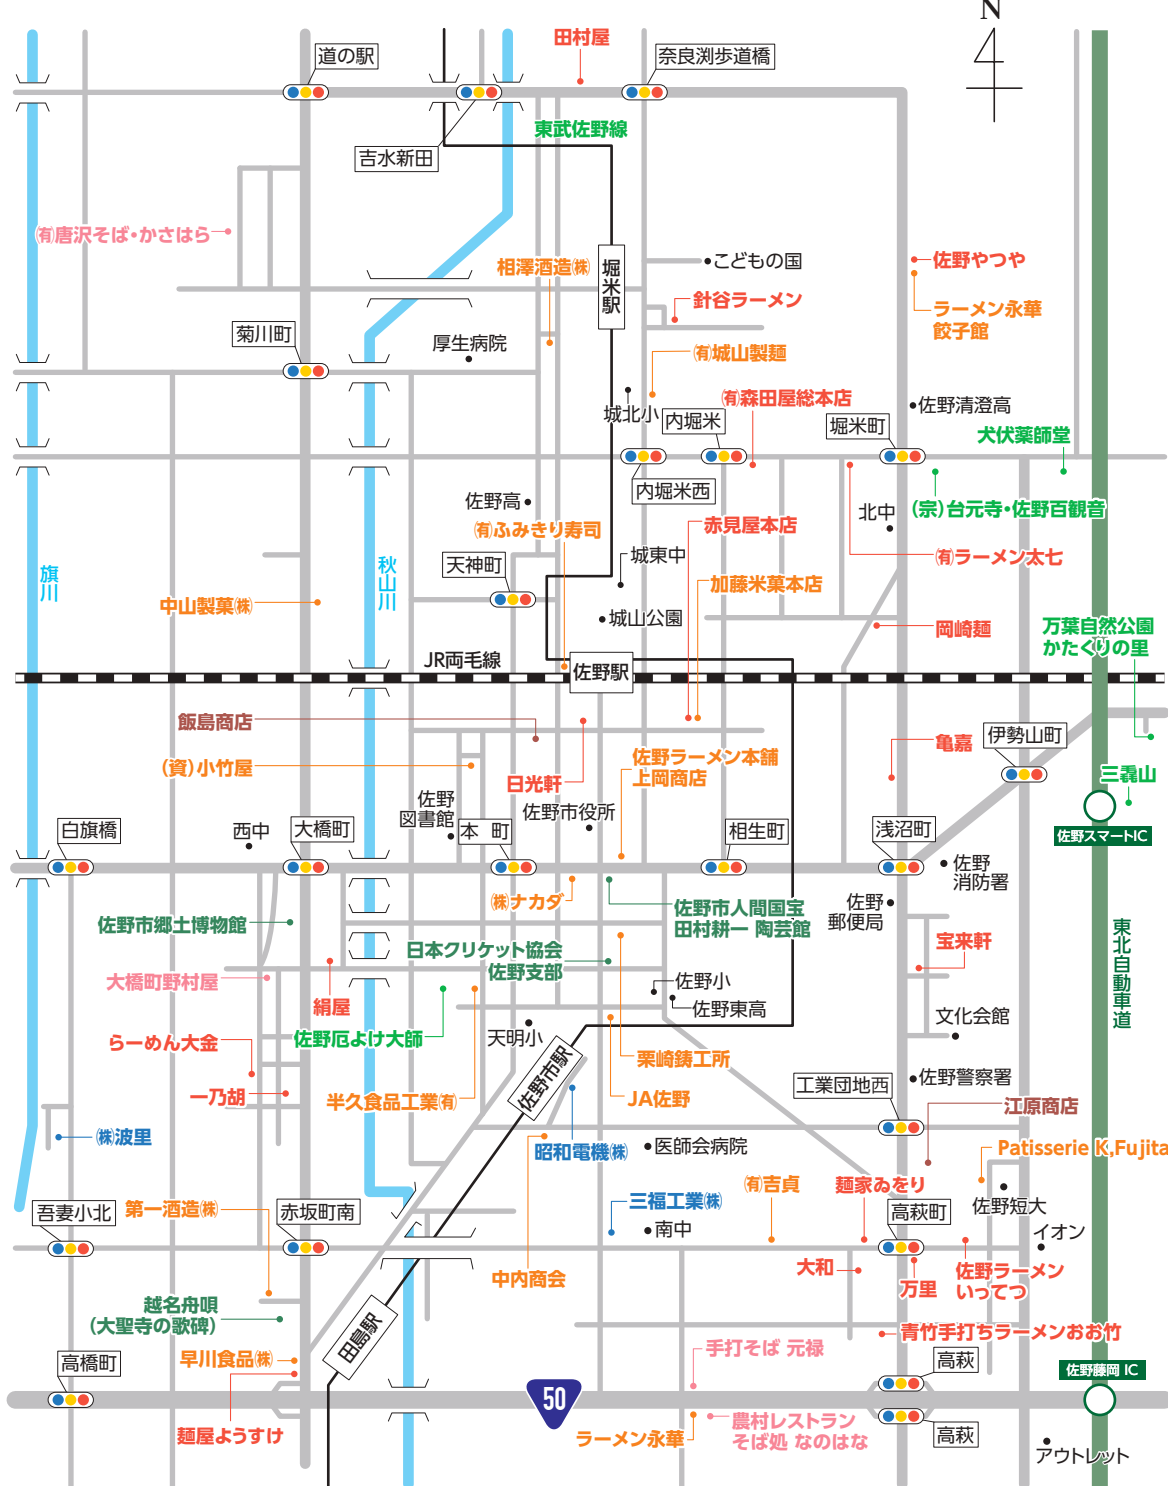 N
田村屋
道の駅
奈良渕歩道橋
東武佐野線
吉水新田
㈲唐沢そば・かさはら
こどもの国
佐野やつや
相澤酒造㈱
堀米駅
針谷ラーメン
ラーメン永華
餃子館
菊川町
厚生病院
㈲城山製麺
㈲森田屋総本店
城北小
内堀米
堀米町
佐野清澄高
犬伏薬師堂
内堀米西
佐野高
㈲ふみきり寿司
赤見屋本店
北中
(宗)台元寺・佐野百観音
城東中
㈲ラーメン太七
天神町
旗川
秋山川
加藤米菓本店
中山製菓㈱
城山公園
岡崎麺
万葉自然公園
かたくりの里
JR両毛線
佐野駅
飯島商店
亀嘉
伊勢山町
佐野ラーメン本舗
上岡商店
(資)小竹屋
日光軒
三毳山
佐野
図書館
佐野市役所
白旗橋
西中
大橋町
本 町
相生町
浅沼町
佐野スマートIC
佐野
消防署
㈱ナカダ
佐野
郵便局
佐野市人間国宝
田村耕一 陶芸館
佐野市郷土博物館
東北自動車道
日本クリケット協会
佐野支部
宝来軒
大橋町野村屋
佐野小
絹屋
佐野東高
文化会館
佐野厄よけ大師
天明小
らーめん大金
栗崎鋳工所
佐野市駅
佐野警察署
工業団地西
一乃胡
半久食品工業㈲
JA佐野
江原商店
㈱波里
昭和電機㈱
医師会病院
Patisserie K,Fujita
㈲吉貞
麺家ゐをり
第一酒造㈱
三福工業㈱
佐野短大
吾妻小北
赤坂町南
高萩町
南中
イオン
大和
佐野ラーメン
いってつ
中内商会
万里
越名舟唄
(大聖寺の歌碑)
田島駅
青竹手打ちラーメンおお竹
手打そば 元禄
早川食品㈱
高橋町
高萩
佐野藤岡 IC
50
農村レストラン
そば処 なのはな
麺屋ようすけ
ラーメン永華
高萩
アウトレット